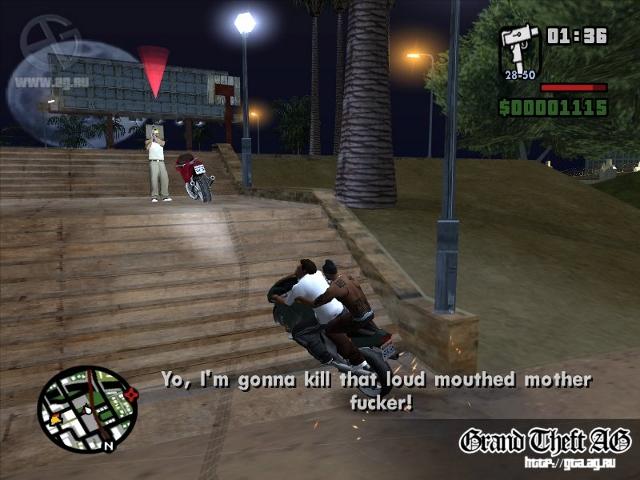 www.ag.ru
01:36
28-50
$00001115
Yo, I'm gonna kill that loud mouthed mother
fucker!
N
Grand Theft AG
http://gta.ag.ru